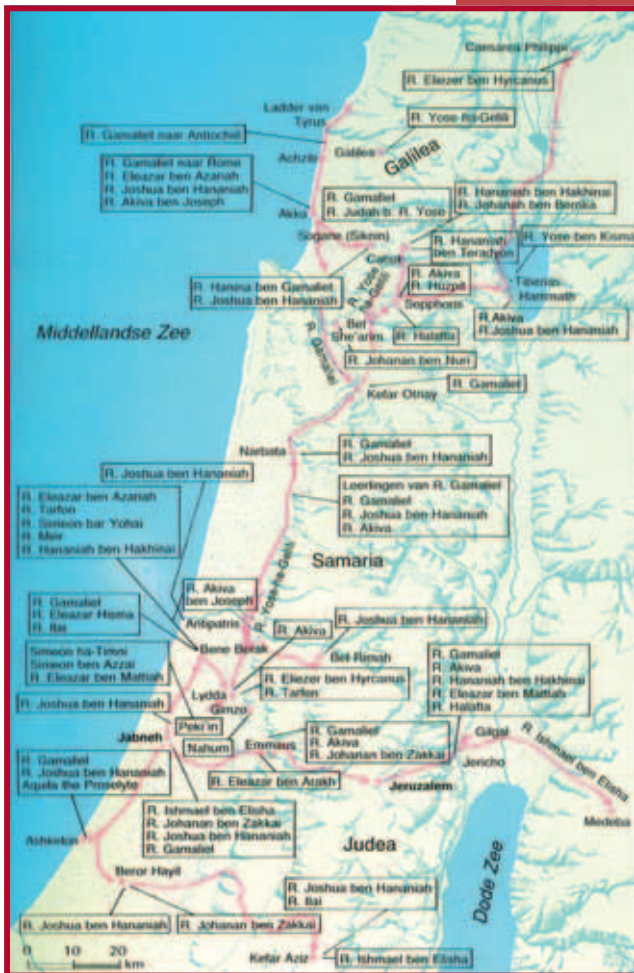 Caesarea Philippi
R. Eliezer ben Hyrcanus
Ladder van
Tyrus
R. Yose ha-Gelili
R. Gamaliel naar Antiochië
Galilea
Galilea
Achzib
R. Gamaliel naar Rome
R. Eleazar ben Azariah
R. Joshua ben Hananiah
R. Akiva ben Joseph
R. Gamaliel
R. Judah b. R. Yose
R. Hananiah ben Hakhinai
R. Johanan ben Beroka
Akko
Sogane (Siknin)
R. Hananiah
ben Teradyon
R. Yose ben Kisma
Cabul
R. Hanina ben Gamaliel
R. Joshua ben Hananiah
R. Yose
ha-Gelili
R. Akiva
R. Huzpit
Tiberias
Hammath
Sepphoris
Middellandse Zee
Bet
She'arim
R. Halafta
R. Akiva
R. Joshua ben Hananiah
R. Gamaliel
R. Johanan ben Nuri
R. Gamaliel
Kefar Otnay
Narbata
R. Gamaliel
R. Joshua ben Hananiah
R. Joshua ben Hananiah
Leerlingen van R. Gamaliel
R. Gamaliel
R. Joshua ben Hananiah
R. Akiva
R. Eleazar ben Azariah
R. Tarfon
R. Simeon bar Yohai
R. Meir
R. Hananiah ben Hakhinai
Samaria
R. Akiva
ben Joseph
R. Yose ha-Gelili
R. Gamaliel
R. Eleazar Hisma
R. Ilai
Antipatris
R. Akiva
R. Joshua ben Hananiah
Bene Berak
Bet Rimah
Simeon ha-Timni
Simeon ben Azzai
R. Eleazar ben Mattiah
R. Gamaliel
R. Akiva
R. Hananiah ben Hakhinai
R. Eleazar ben Mattiah
R. Halafta
Lydda
R. Eliezer ben Hyrcanus
R. Tarfon
R. Joshua ben Hananiah
Gimzo
Peki'in
Jabneh
Nahum
Emmaus
R. Gamaliel
R. Akiva
R. Johanan ben Zakkai
Gilgal
R. Ishmael ben Elisha
Jericho
R. Gamaliel
R. Joshua ben Hananiah
Aquila the Proselyte
R. Eleazar ben Arakh
Jeruzalem
Medeba
R. Ishmael ben Elisha
R. Johanan ben Zakkai
R. Joshua ben Hananiah
R. Gamaliel
Ashkelon
Judea
Beror Hayil
Dode Zee
R. Joshua ben Hananiah
R. Ilai
R. Joshua ben Hananiah
R. Johanan ben Zakkai
0 10 20
km
Kefar Aziz
R. Ishmael ben Elisha